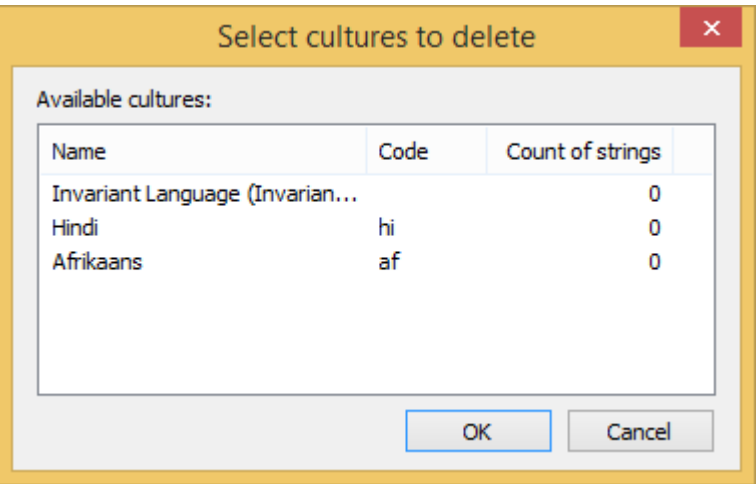 Select cultures to delete
Available cultures:
Name Code Count of strings
Invariant Language (Invarian... 0
Hindi hi 0
Afrikaans af 0
OK Cancel